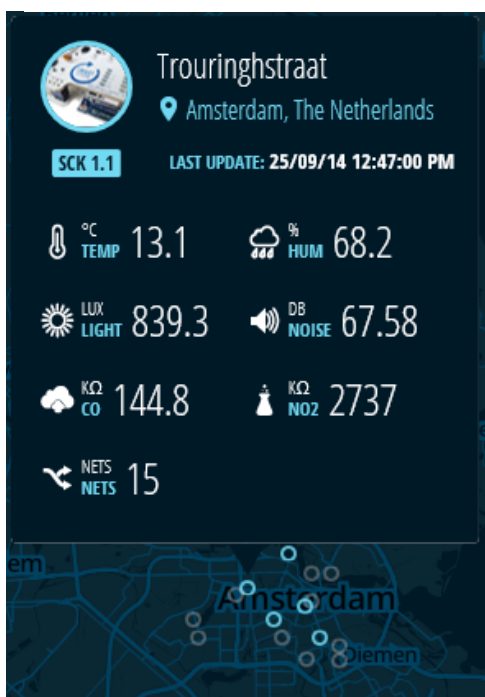 Trouringhstraat
Amsterdam, The Netherlands
SCK 1.1 LAST UPDATE: 25/09/14 12:47:00 PM
°C
TEMP 13.1
%
HUM 68.2
LUX
LIGHT 839.3
DB
NOISE 67.58
KΩ
CO 144.8
KΩ
NO2 2737
NETS
NETS 15
em
Amsterdam
Diemen